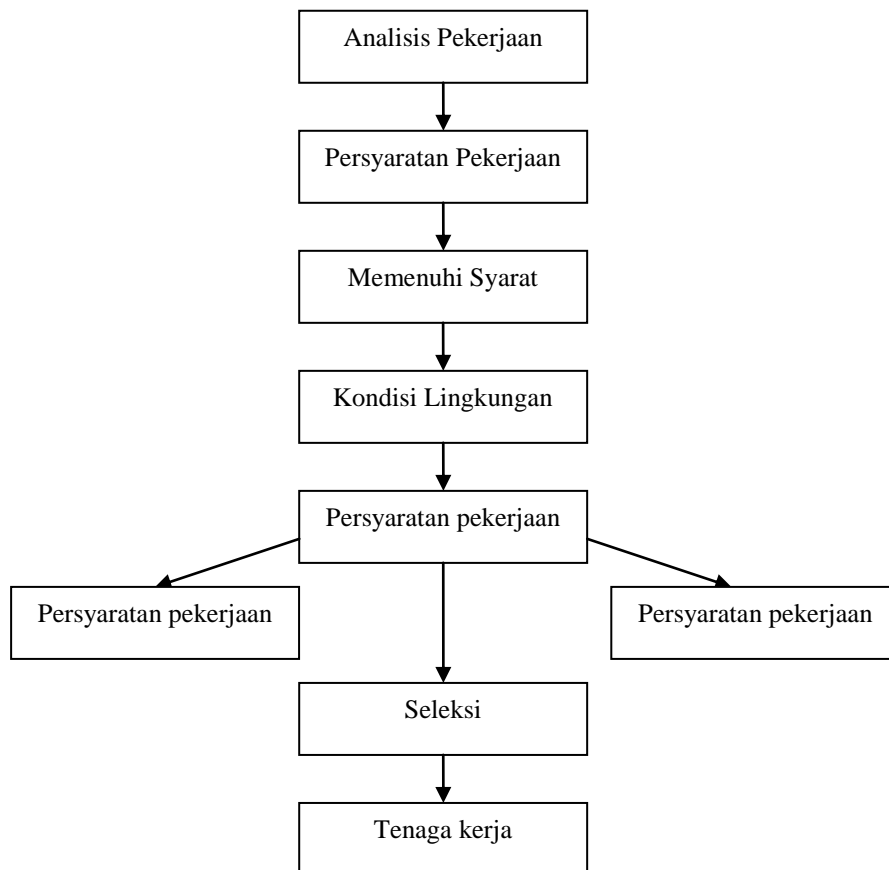 Analisis Pekerjaan
Persyaratan Pekerjaan
Memenuhi Syarat
Kondisi Lingkungan
Persyaratan pekerjaan
Persyaratan pekerjaan
Persyaratan pekerjaan
Seleksi
Tenaga kerja